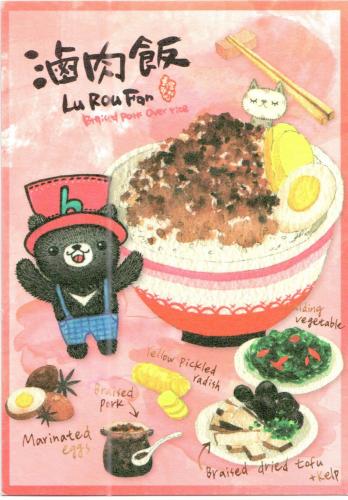 滷肉飯
Lu Rou Fan
Braised Pork Over rice
h
vegetable
Yellow Pickled
radish
Braised
Pork
Marinated
eggs
Braised dried tofu
+ Kelp